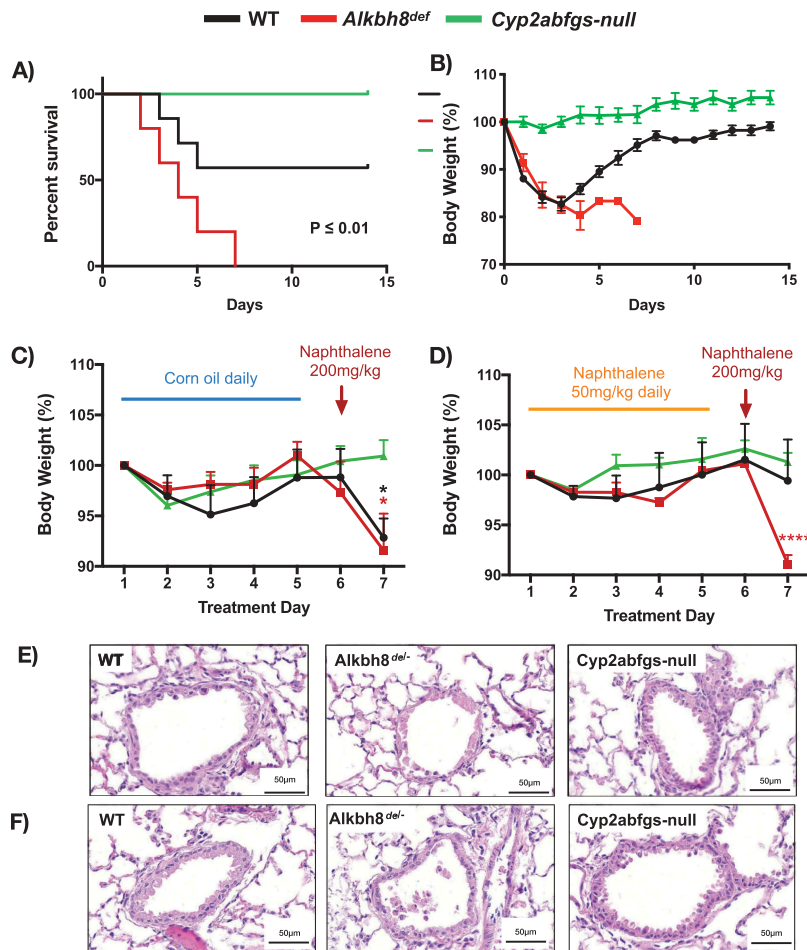 WT Alkbh8def Cyp2abfgs-null
A)
Percent survival
100
50
0
0 5 10 15
Days
P ≤ 0.01
B)
Body Weight (%)
110
100
90
80
70
0 5 10 15
Days
C)
Body Weight (%)
110
105
100
95
90
Corn oil daily
Naphthalene
200mg/kg
*
*
1 2 3 4 5 6 7
Treatment Day
D)
Body Weight (%)
110
105
100
95
90
Naphthalene
50mg/kg daily
Naphthalene
200mg/kg
****
1 2 3 4 5 6 7
Treatment Day
E)
WT
50µm
Alkbh8def/-
50µm
Cyp2abfgs-null
50µm
F)
WT
50µm
Alkbh8def/-
50µm
Cyp2abfgs-null
50µm